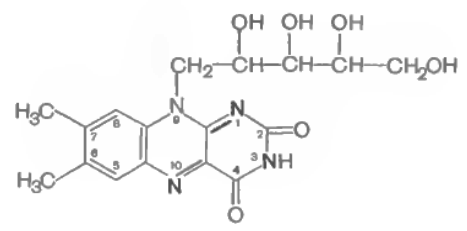 OH OH OH
CH2 CH CH CH CH2OH
H3C 8 N 9 N 1 2 O
7
6 3 NH
H3C 5 N 10 4
O